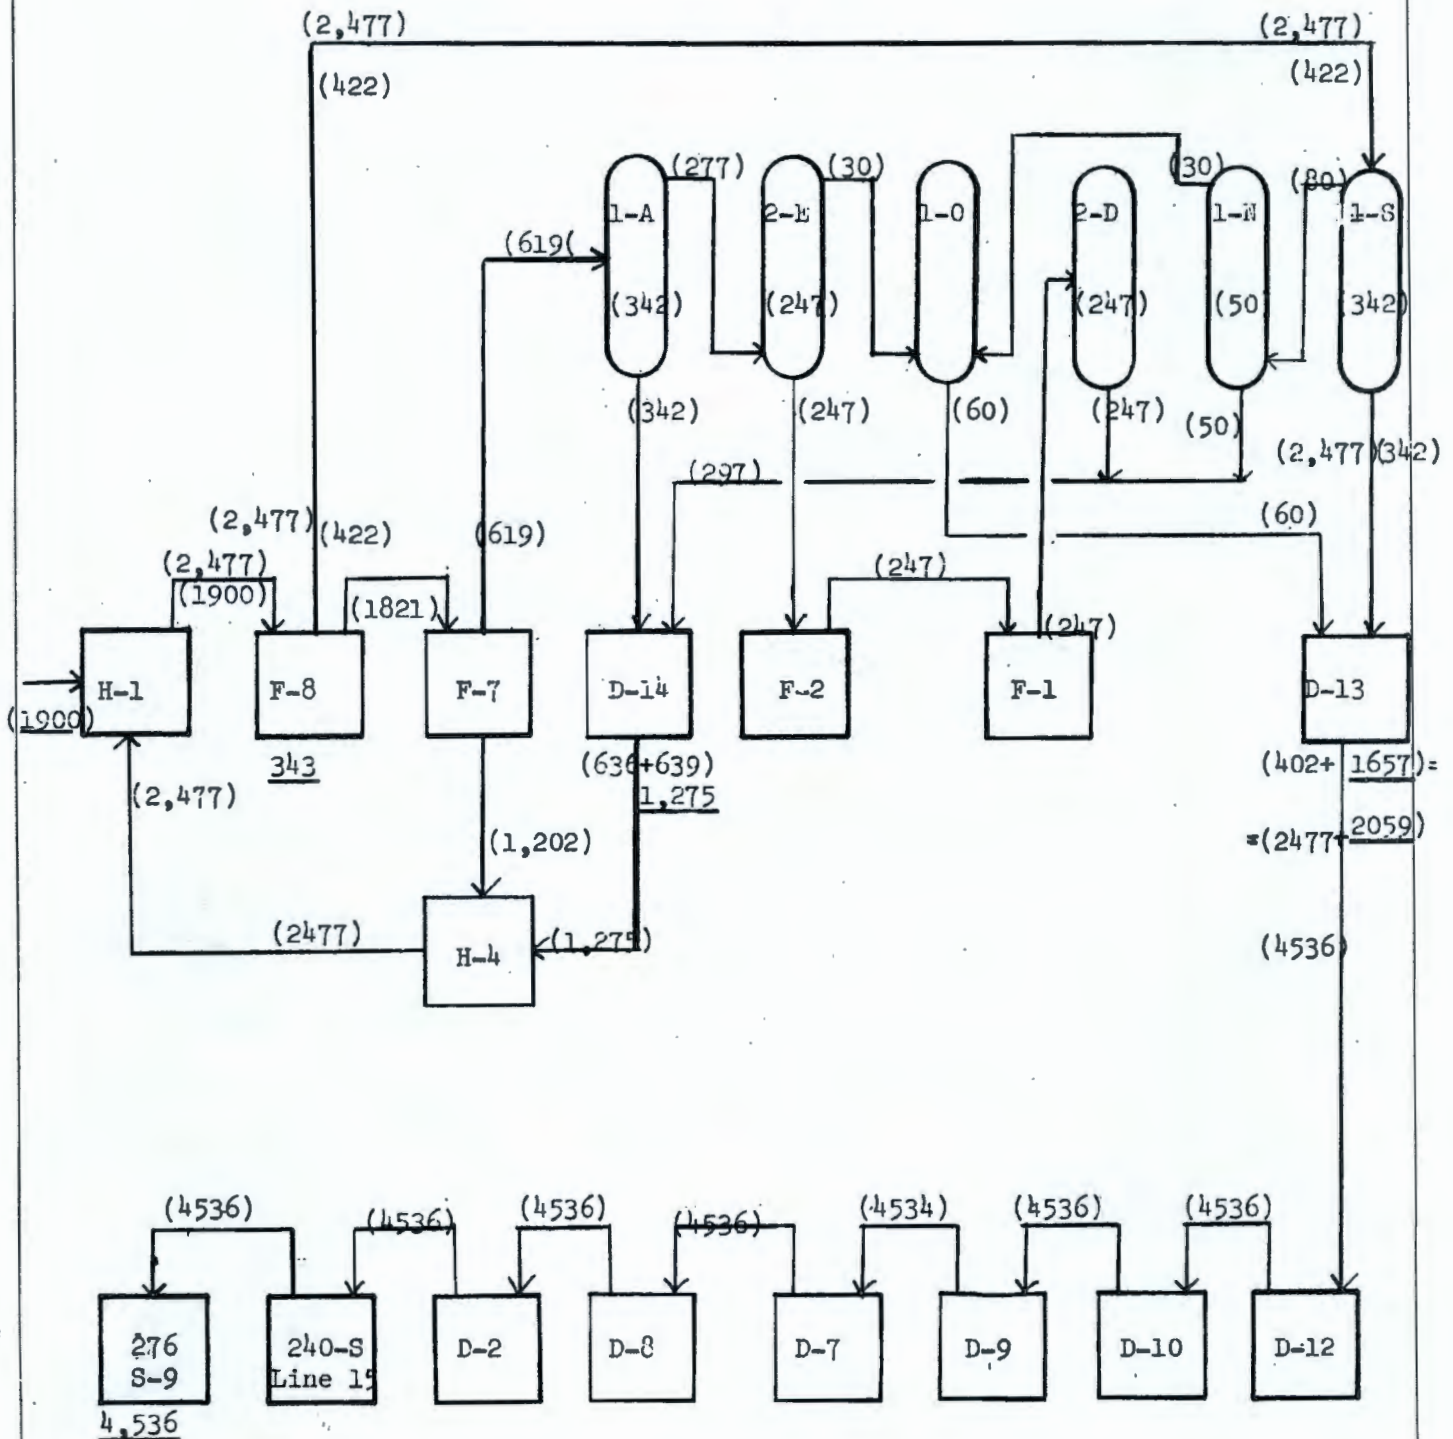 (2,477)
(2,477)
(422)
(422)
(277)
(30)
(30)
(80)
1-A
2-E
1-O
2-D
1-N
1-S
(619(
(342)
(247)
(247)
(50
342)
(342)
(247)
(60)
(247)
(50)
(2,477)
(342)
(297)
(2,477)
(422)
(619)
(60)
(2,477)
(1900)
(1821)
(247)
(247)
H-1
F-8
F-7
D-14
F-2
F-1
D-13
(1900)
343
(636+639)
1,275
(402+ 1657)=
(2,477)
(1,202)
=(2477+ 2059)
(2477)
H-4
(1,275)
(4536)
(4536)
(4536)
(4536)
(4536)
(4534)
(4536)
(4536)
276
S-9
240-S
Line 15
D-2
D-8
D-7
D-9
D-10
D-12
4,536